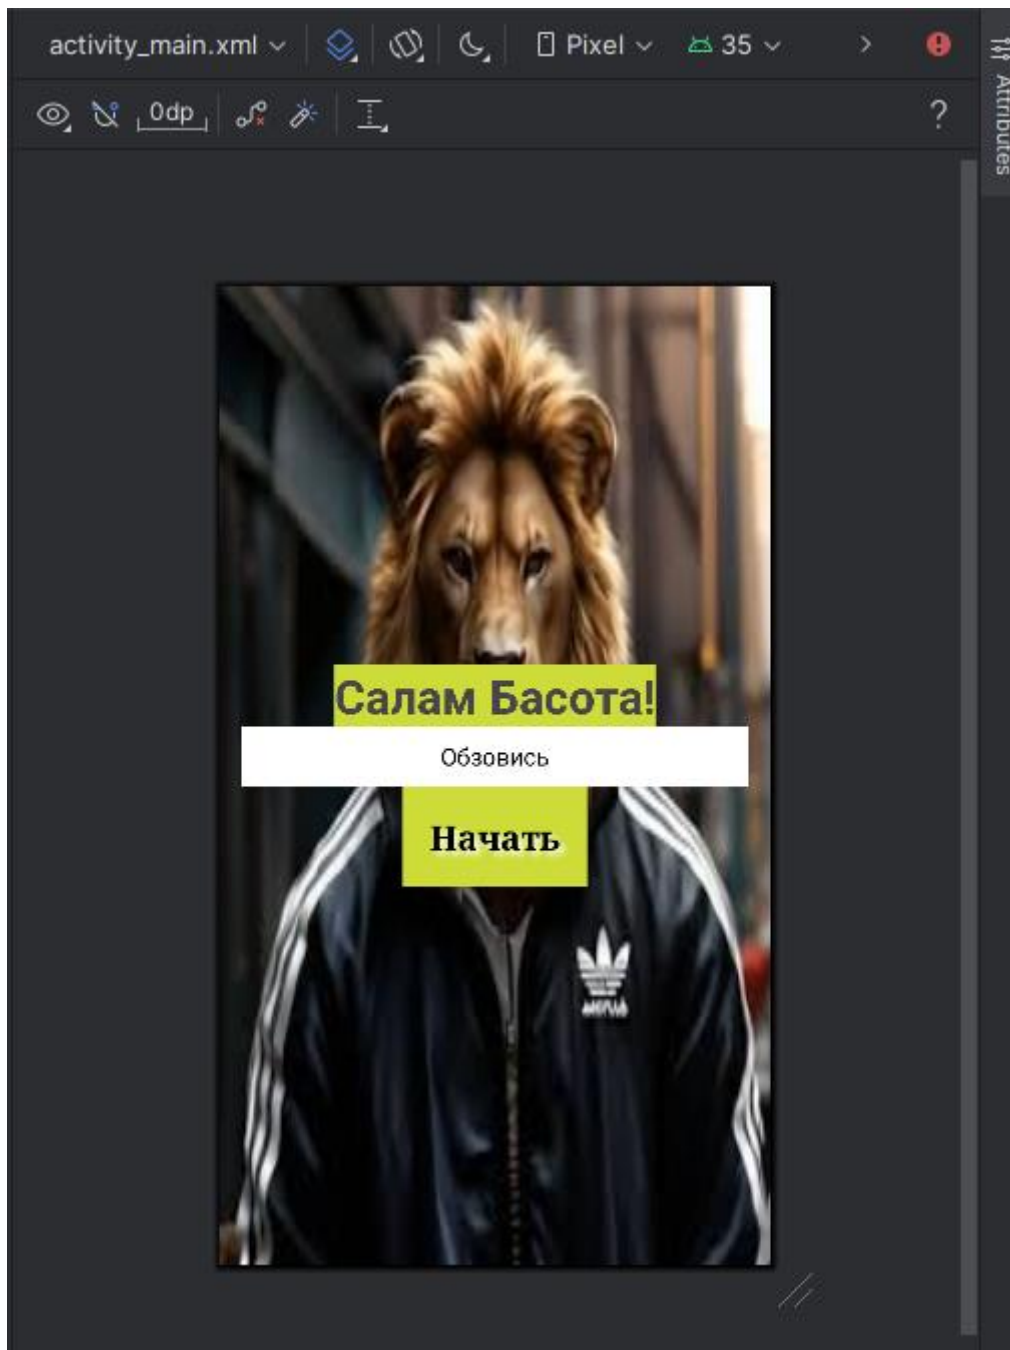 activity_main.xml
Pixel
35
0dp
?
Attributes
Салам Басота!
Обзовись
Начать